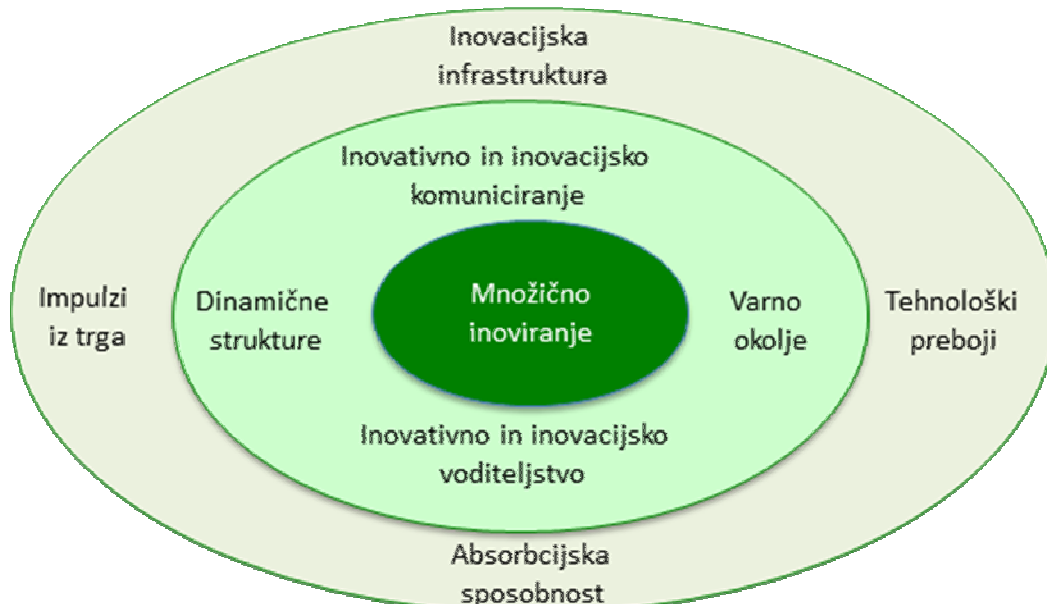 Inovacijska
infrastruktura
Inovativno in inovacijsko
komuniciranje
Impulzi
iz trga
Dinamične
strukture
Množično
inoviranje
Varno
okolje
Tehnološki
preboji
Inovativno in inovacijsko
voditeljstvo
Absorbcijska
sposobnost